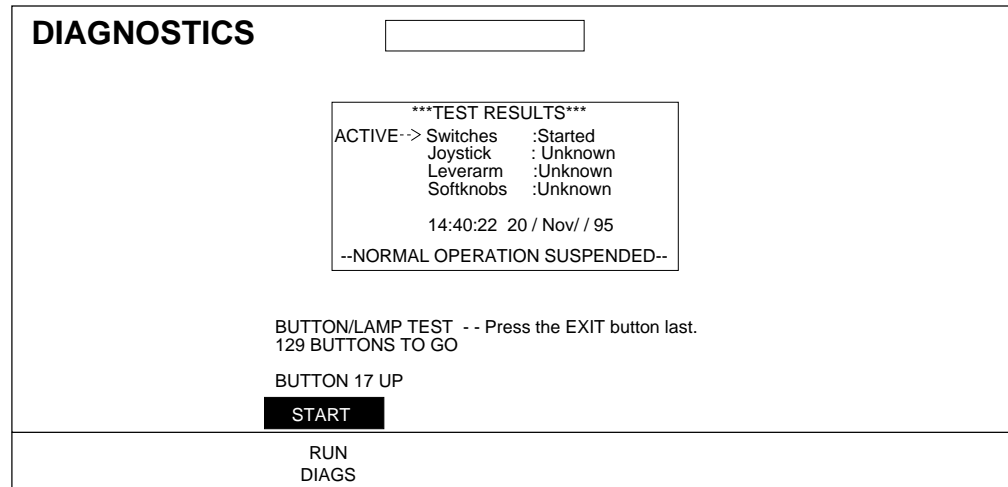 DIAGNOSTICS
***TEST RESULTS***
ACTIVE--> Switches :Started
Joystick : Unknown
Leverarm :Unknown
Softknobs :Unknown
14:40:22 20 / Nov/ / 95
--NORMAL OPERATION SUSPENDED--
BUTTON/LAMP TEST - - Press the EXIT button last.
129 BUTTONS TO GO
BUTTON 17 UP
START
RUN
DIAGS